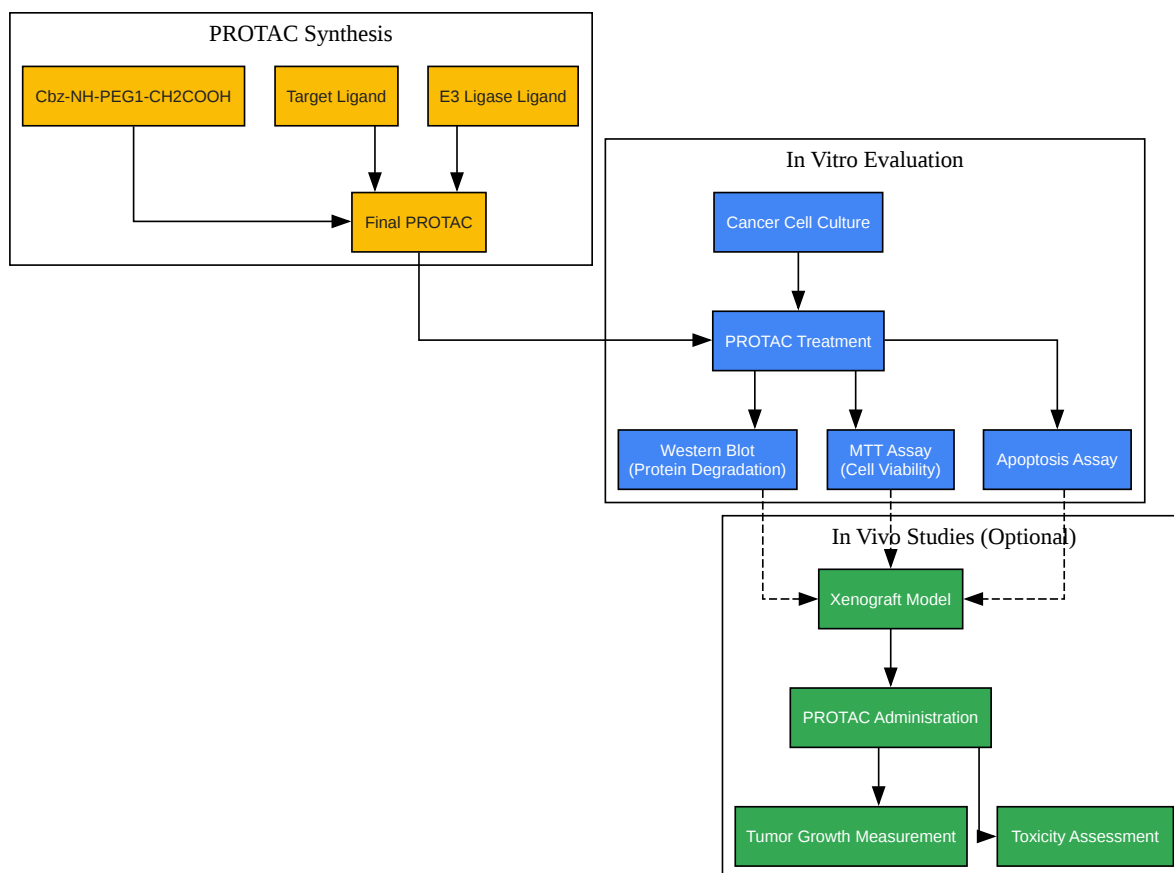 PROTAC Synthesis
Cbz-NH-PEG1-CH2COOH
Target Ligand
E3 Ligase Ligand
Final PROTAC
In Vitro Evaluation
Cancer Cell Culture
PROTAC Treatment
Western Blot
(Protein Degradation)
MTT Assay
(Cell Viability)
Apoptosis Assay
In Vivo Studies (Optional)
Xenograft Model
PROTAC Administration
Tumor Growth Measurement
Toxicity Assessment